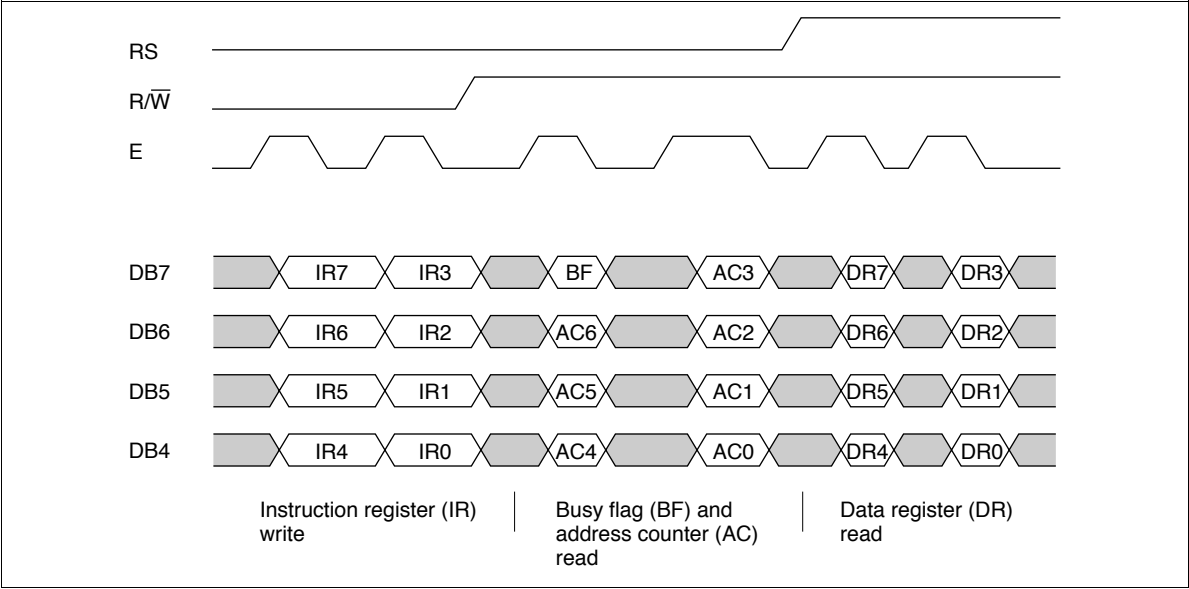 RS
R/W̅
E
DB7 IR7 IR3 BF AC3 DR7 DR3
DB6 IR6 IR2 AC6 AC2 DR6 DR2
DB5 IR5 IR1 AC5 AC1 DR5 DR1
DB4 IR4 IR0 AC4 AC0 DR4 DR0
Instruction register (IR)
write
Busy flag (BF) and
address counter (AC)
read
Data register (DR)
read